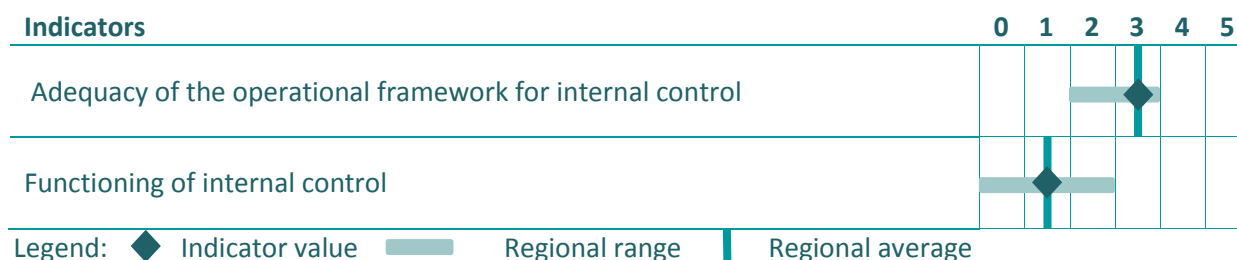 Indicators 0 1 2 3 4 5
Adequacy of the operational framework for internal control
Functioning of internal control
Legend: Indicator value Regional range Regional average